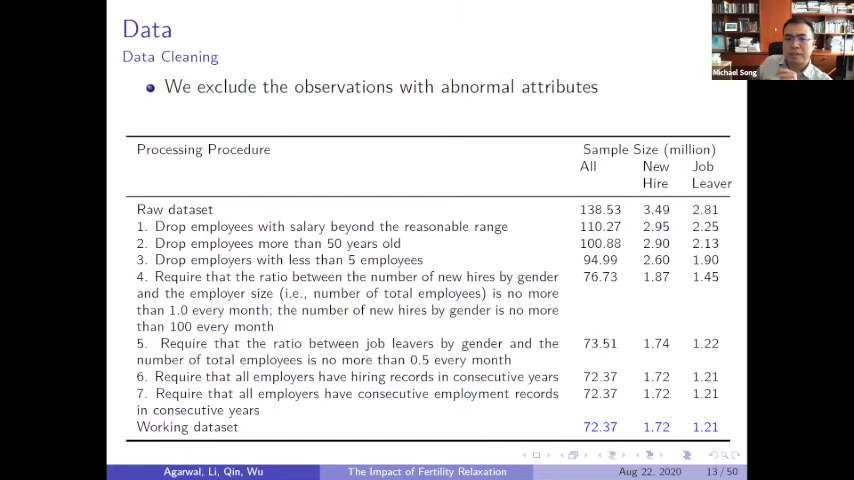 Data
Data Cleaning
We exclude the observations with abnormal attributes
Michael Song
Processing Procedure Sample Size (million)
All New Job
Hire Leaver
Raw dataset 138.53 3.49 2.81
1. Drop employees with salary beyond the reasonable range 110.27 2.95 2.25
2. Drop employees more than 50 years old 100.88 2.90 2.13
3. Drop employers with less than 5 employees 94.99 2.60 1.90
4. Require that the ratio between the number of new hires by gender 76.73 1.87 1.45
and the employer size (i.e., number of total employees) is no more
than 1.0 every month; the number of new hires by gender is no more
than 100 every month
5. Require that the ratio between job leavers by gender and the 73.51 1.74 1.22
number of total employees is no more than 0.5 every month
6. Require that all employers have hiring records in consecutive years 72.37 1.72 1.21
7. Require that all employers have consecutive employment records 72.37 1.72 1.21
in consecutive years
Working dataset 72.37 1.72 1.21
Agarwal, Li, Qin, Wu The Impact of Fertility Relaxation Aug 22, 2020 13 / 50